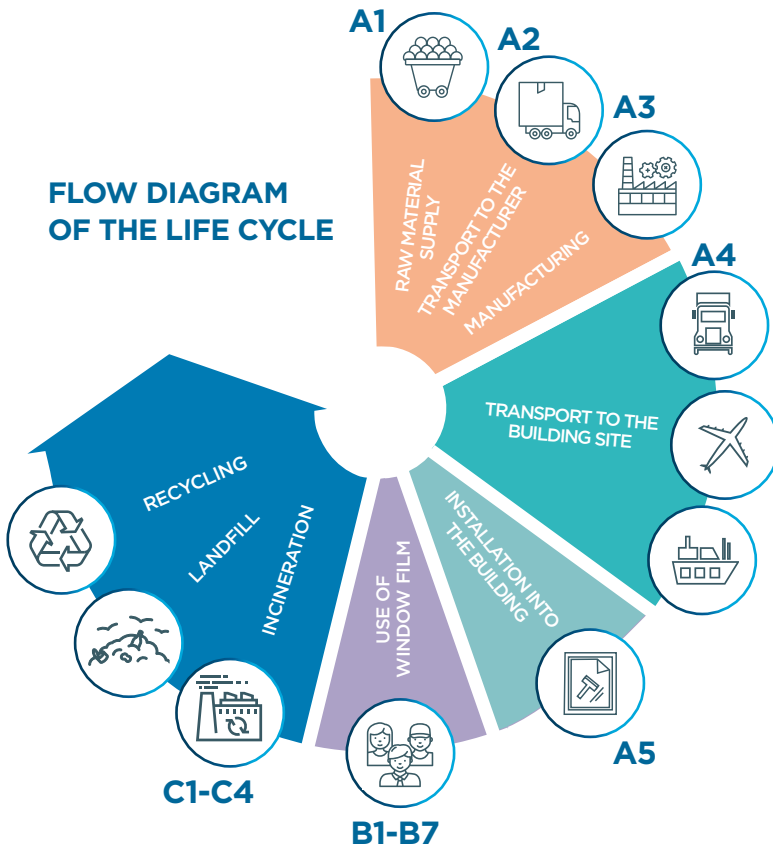 FLOW DIAGRAM
OF THE LIFE CYCLE
A1
A2
A3
RAW MATERIAL
SUPPLY
TRANSPORT TO THE
MANUFACTURER
MANUFACTURING
A4
TRANSPORT TO THE
BUILDING SITE
INSTALLATION INTO
THE BUILDING
A5
USE OF
WINDOW FILM
B1-B7
INCINERATION
LANDFILL
RECYCLING
C1-C4